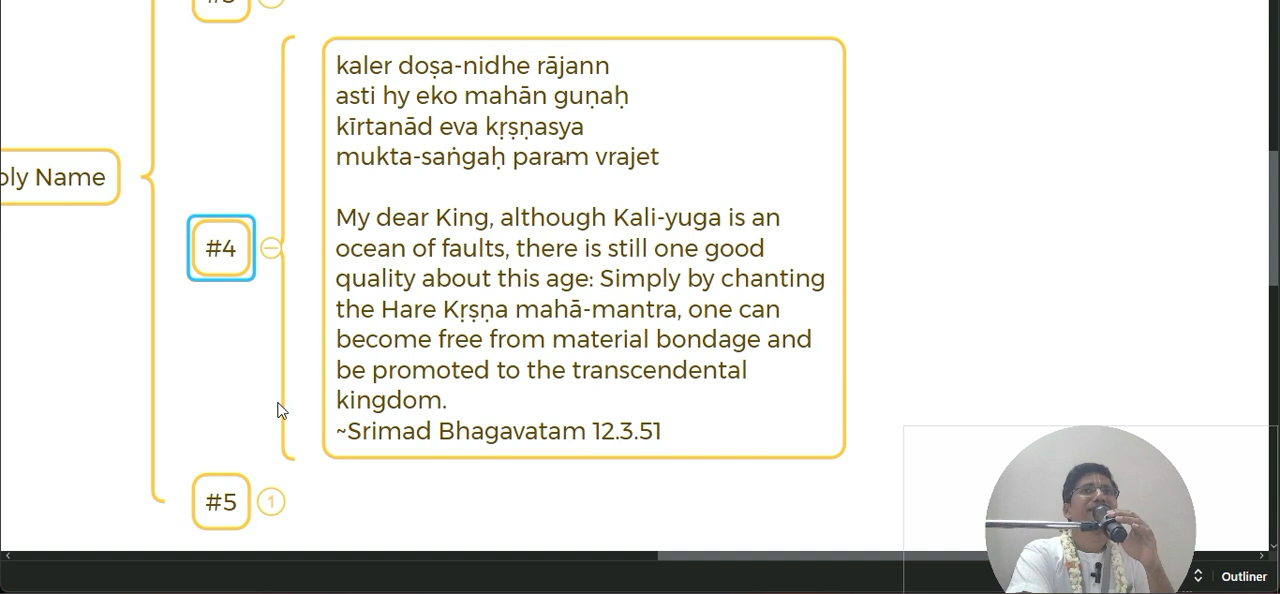 kaler doṣa-nidhe rājann
asti hy eko mahān guṇaḥ
kīrtanād eva kṛṣṇasya
mukta-saṅgaḥ paraṁ vrajet
oly Name
My dear King, although Kali-yuga is an
#4
ocean of faults, there is still one good
quality about this age: Simply by chanting
the Hare Kṛṣṇa mahā-mantra, one can
become free from material bondage and
be promoted to the transcendental
kingdom.
~Srimad Bhagavatam 12.3.51
#5
1
Outliner